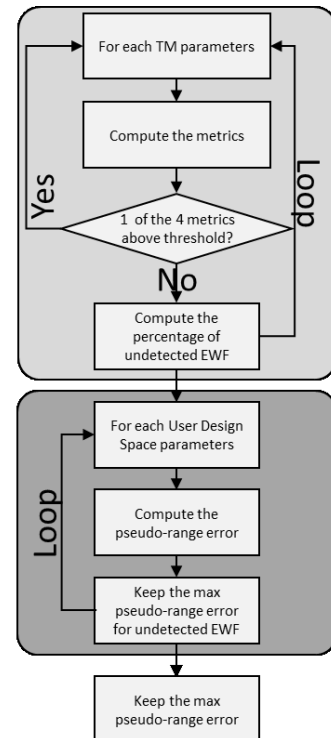 For each TM parameters
Compute the metrics
Yes
Loop
1 of the 4 metrics
above threshold?
No
Compute the
percentage of
undetected EWF
For each User Design
Space parameters
Loop
Compute the
pseudo-range error
Keep the max
pseudo-range error
for undetected EWF
Keep the max
pseudo-range error